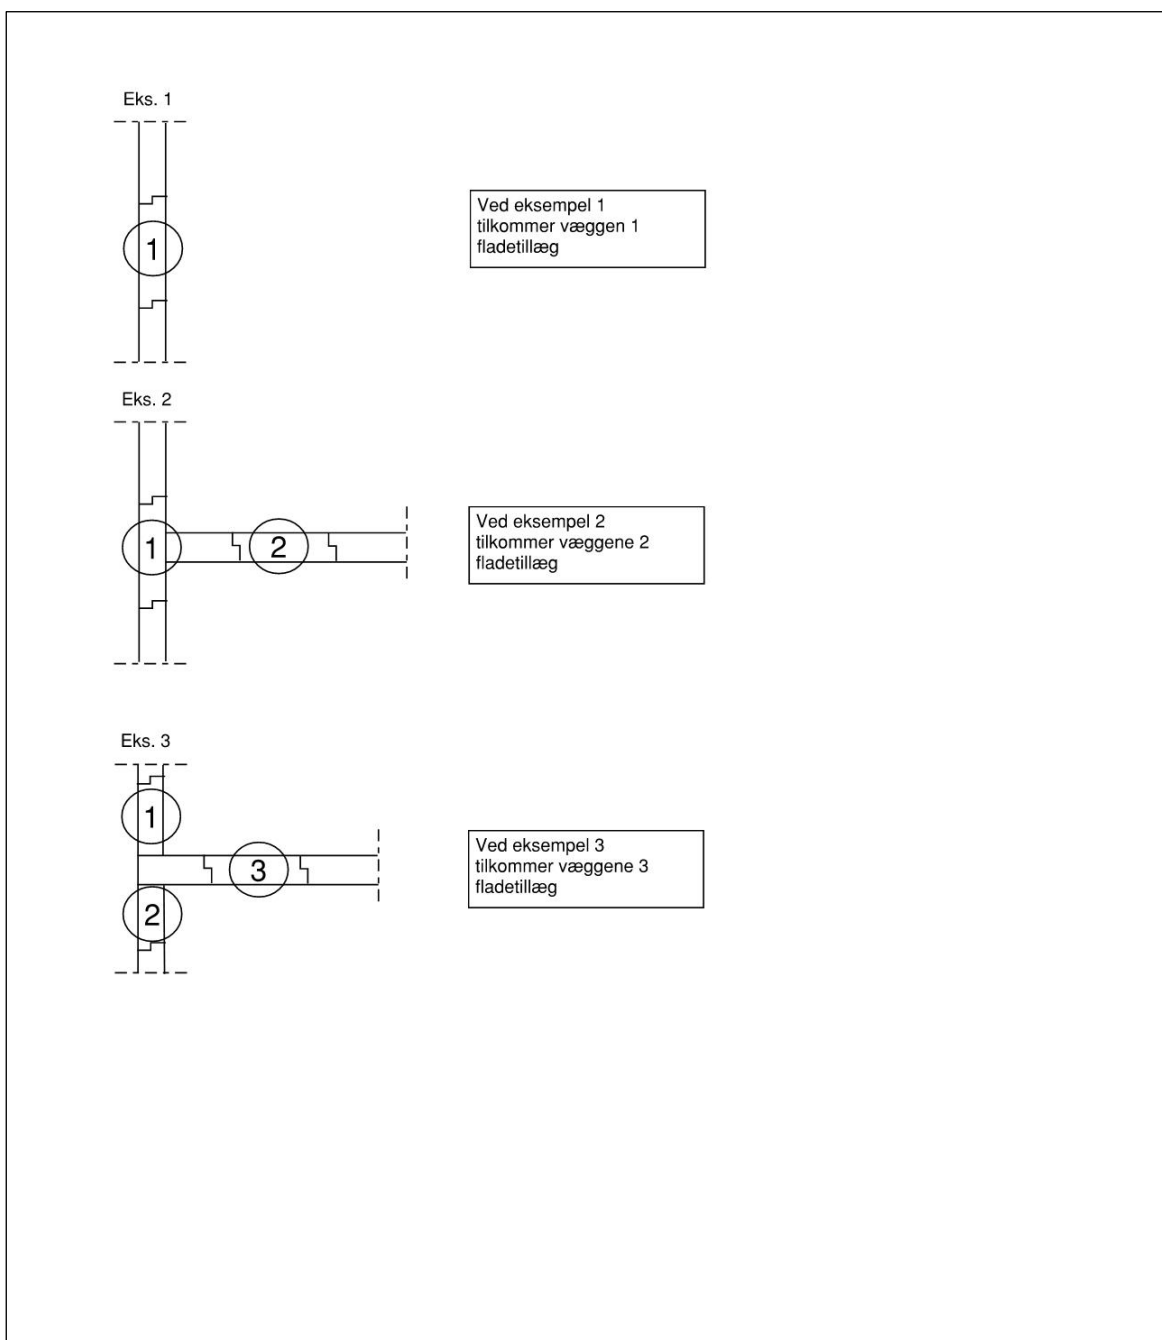 Eks. 1
1
Ved eksempel 1
tilkommer væggen 1
fladetillæg
Eks. 2
1
2
Ved eksempel 2
tilkommer væggene 2
fladetillæg
Eks. 3
1
3
2
Ved eksempel 3
tilkommer væggene 3
fladetillæg